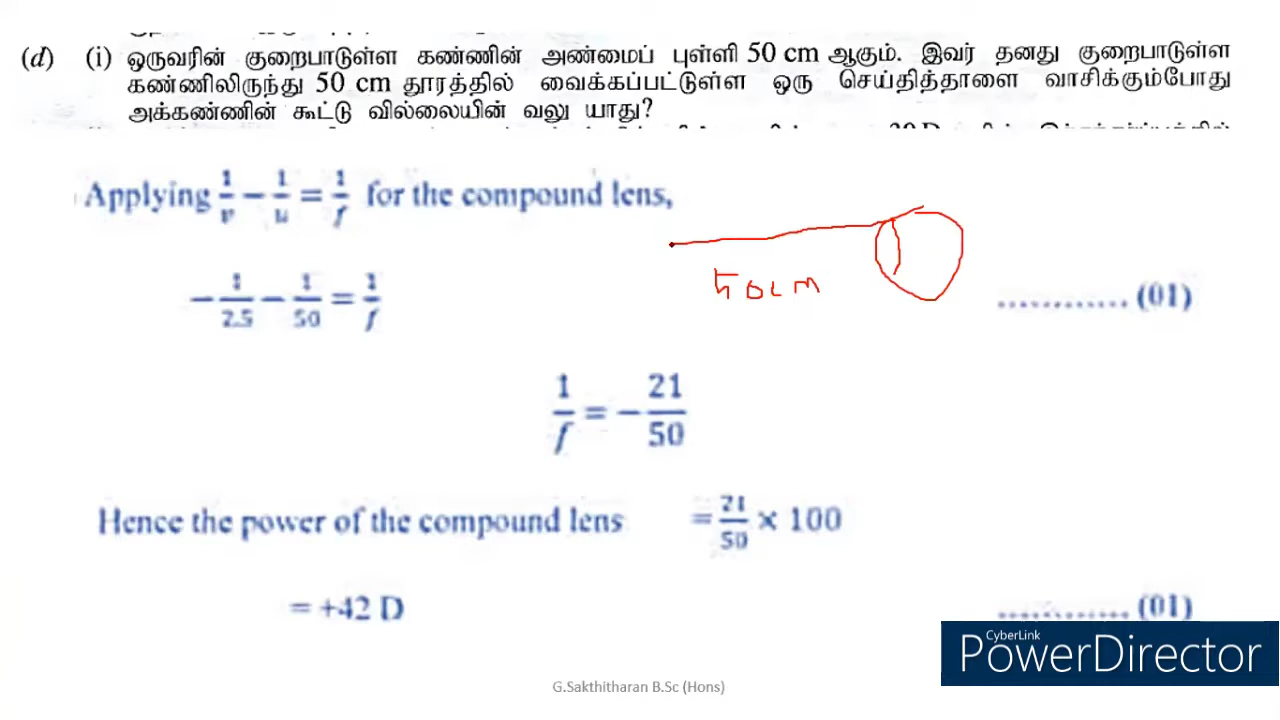 (d) (i) ஒருவரின் குறைபாடுள்ள கண்ணின் அண்மைப் புள்ளி 50 cm ஆகும். இவர் தனது குறைபாடுள்ள
கண்ணிலிருந்து 50 cm தூரத்தில் வைக்கப்பட்டுள்ள ஒரு செய்தித்தாளை வாசிக்கும்போது
அக்கண்ணின் கூட்டு வில்லையின் வலு யாது?
Applying 1/v − 1/u = 1/f for the compound lens,
50cm
− 1/2.5 − 1/50 = 1/f ............ (01)
1/f = − 21/50
Hence the power of the compound lens = 21/50 × 100
= +42 D ............ (01)
CyberLink
PowerDirector
G.Sakthitharan B.Sc (Hons)